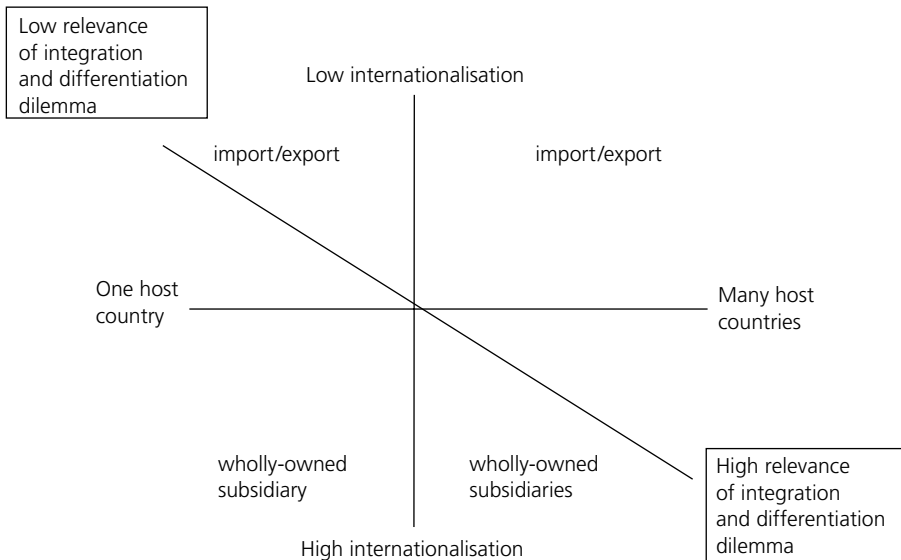 Low relevance
of integration
and differentiation
dilemma
Low internationalisation
import/export
import/export
One host
country
Many host
countries
wholly-owned
subsidiary
wholly-owned
subsidiaries
High relevance
of integration
and differentiation
dilemma
High internationalisation